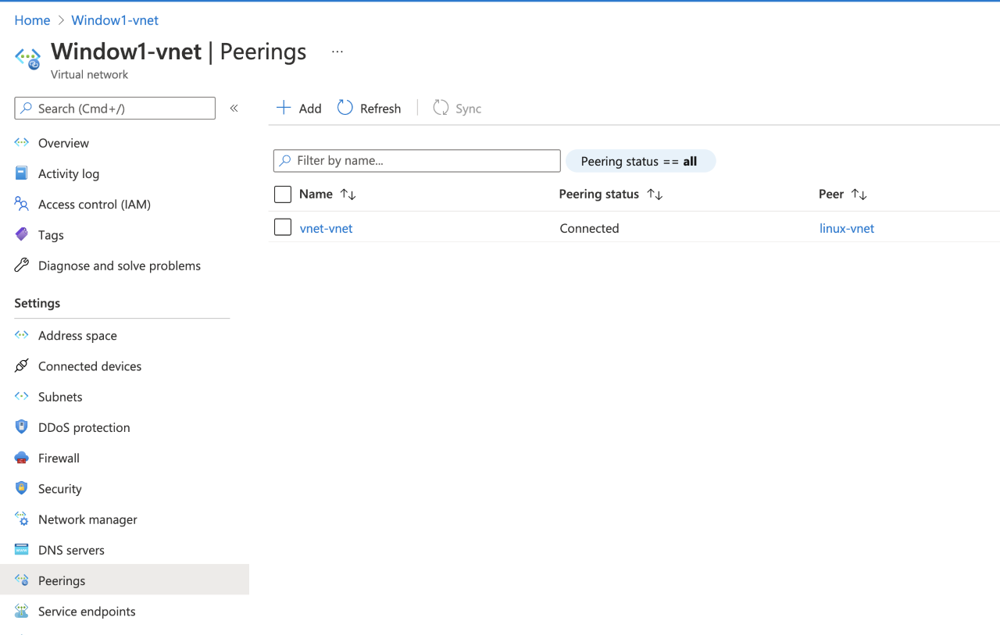 Home > Window1-vnet
Window1-vnet | Peerings ...
Virtual network
Search (Cmd+/)
«
Add
Refresh
Sync
Overview
Activity log
Access control (IAM)
Tags
Diagnose and solve problems
Settings
Address space
Connected devices
Subnets
DDoS protection
Firewall
Security
Network manager
DNS servers
Peerings
Service endpoints
Filter by name...
Peering status == all
Name ↑↓ Peering status ↑↓ Peer ↑↓
vnet-vnet Connected linux-vnet